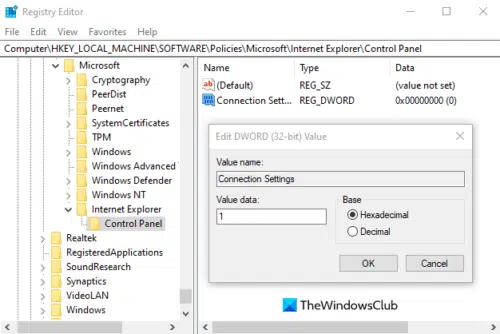 Registry Editor
File Edit View Favorites Help
Computer\HKEY_LOCAL_MACHINE\SOFTWARE\Policies\Microsoft\Internet Explorer\Control Panel
Microsoft
Cryptography
PeerDist
Peernet
SystemCertificates
TPM
Windows
Windows Advanced
Windows Defender
Windows NT
Internet Explorer
Control Panel
Realtek
RegisteredApplications
SoundResearch
Synaptics
VideoLAN
Windows
Name Type Data
(Default) REG_SZ (value not set)
Connection Sett... REG_DWORD 0x00000000 (0)
Edit DWORD (32-bit) Value
Value name:
Connection Settings
Value data:
1
Base
Hexadecimal
Decimal
OK Cancel
TheWindowsClub